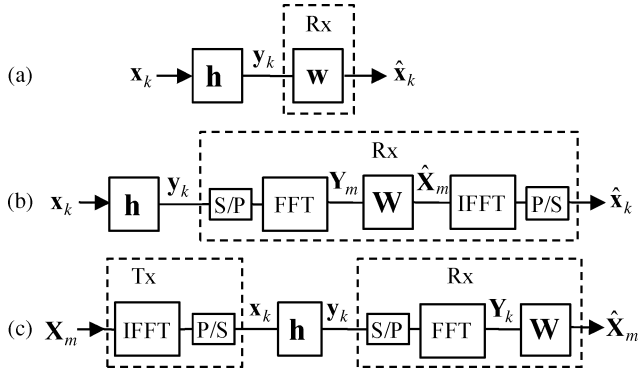 Rx
(a) x_k h y_k w x̂_k
Rx
(b) x_k h y_k S/P FFT Y_m W X̂_m IFFT P/S x̂_k
Tx Rx
(c) X_m IFFT P/S x_k h y_k S/P FFT Y_k W X̂_m